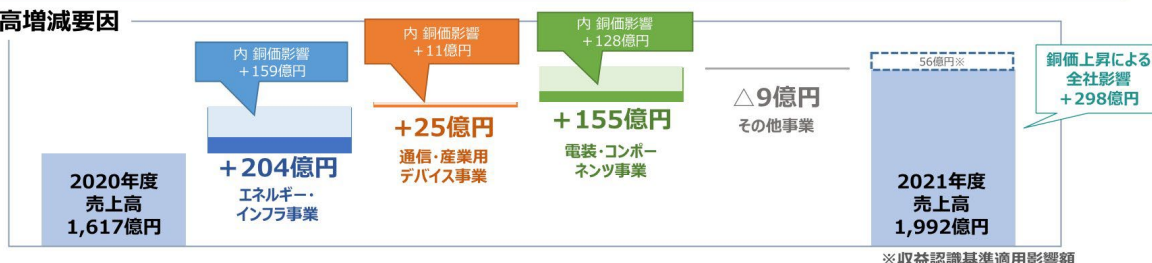 高増減要因
内 銅価影響
+159億円
+204億円
エネルギー・
インフラ事業
内 銅価影響
+11億円
+25億円
通信・産業用
デバイス事業
内 銅価影響
+128億円
+155億円
電装・コンポー
ネンツ事業
△9億円
その他事業
2020年度
売上高
1,617億円
56億円※
2021年度
売上高
1,992億円
銅価上昇による
全社影響
+298億円
※収益認識基準適用影響額